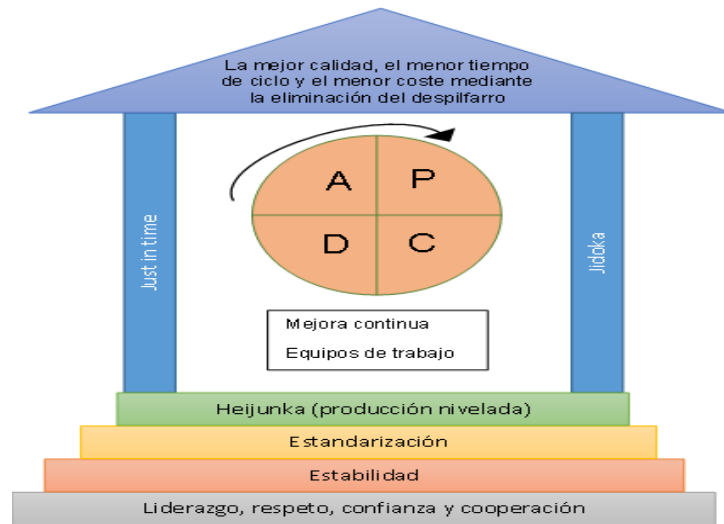 La mejor calidad, el menor tiempo
de ciclo y el menor coste mediante
la eliminación del despilfarro
Just in time
A
P
D
C
Jidoka
Mejora continua
Equipos de trabajo
Heijunka (producción nivelada)
Estandarización
Estabilidad
Liderazgo, respeto, confianza y cooperación